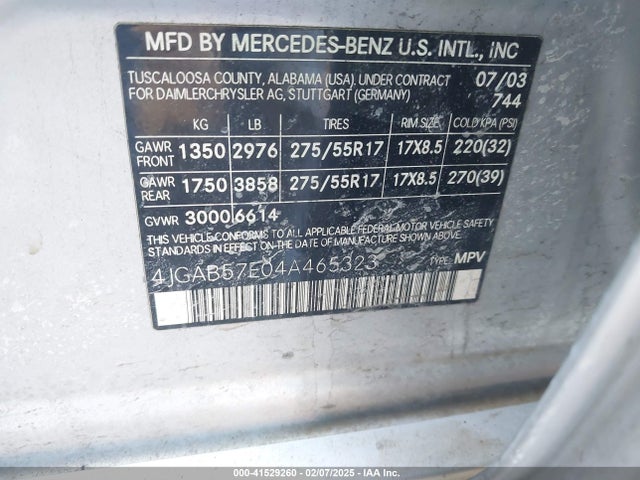 MFD BY MERCEDES-BENZ U.S. INTL., INC
TUSCALOOSA COUNTY, ALABAMA (USA). UNDER CONTRACT 07/03
FOR DAIMLERCHRYSLER AG, STUTTGART (GERMANY) 744
KG LB TIRES RIM SIZE COLD KPA (PSI)
GAWR FRONT 1350 2976 275/55R17 17X8.5 220(32)
GAWR REAR 1750 3858 275/55R17 17X8.5 270(39)
GVWR 3000 6614
THIS VEHICLE CONFORMS TO ALL APPLICABLE FEDERAL MOTOR VEHICLE SAFETY
STANDARDS IN EFFECT ON THE DATE OF MANUFACTURE SHOWN ABOVE.
4JGAB57E04A465323 TYPE: MPV
000-41529260 - 02/07/2025 - IAA Inc.